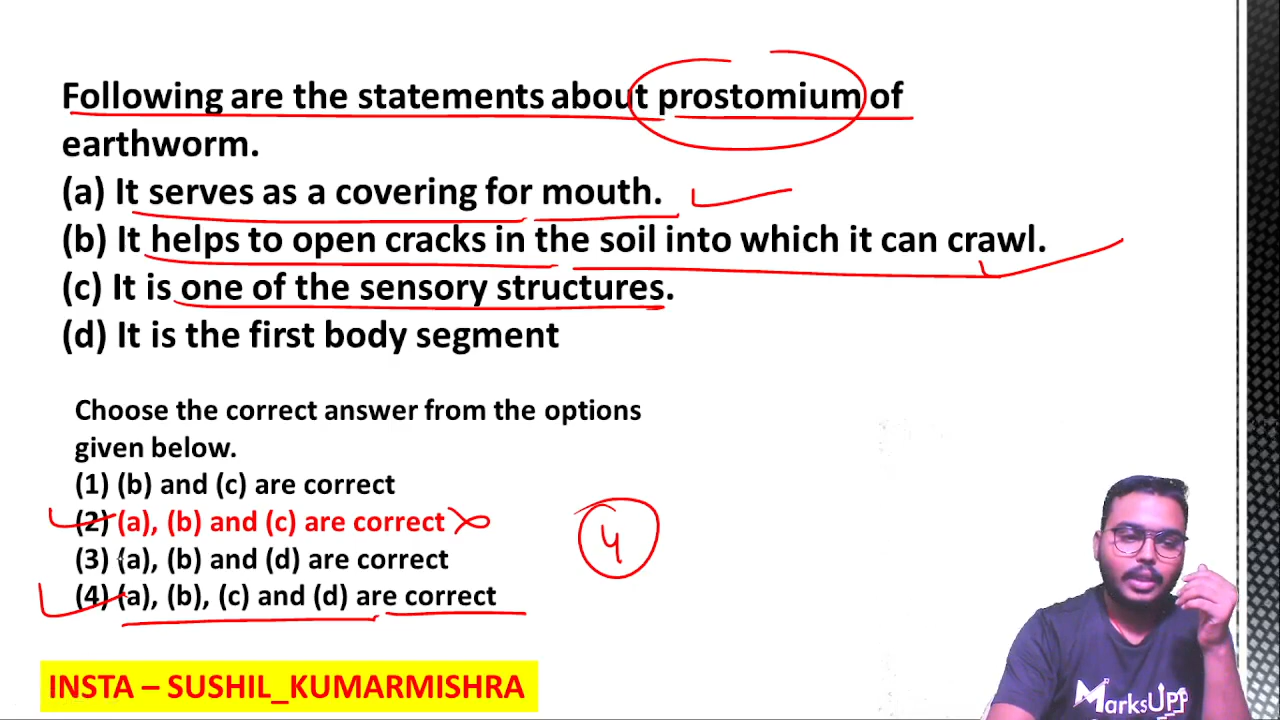 Following are the statements about prostomium of
earthworm.
(a) It serves as a covering for mouth.
(b) It helps to open cracks in the soil into which it can crawl.
(c) It is one of the sensory structures.
(d) It is the first body segment
Choose the correct answer from the options
given below.
(1) (b) and (c) are correct
(2) (a), (b) and (c) are correct
(3) (a), (b) and (d) are correct
(4) (a), (b), (c) and (d) are correct
4
INSTA – SUSHIL_KUMARMISHRA
MarksUPP